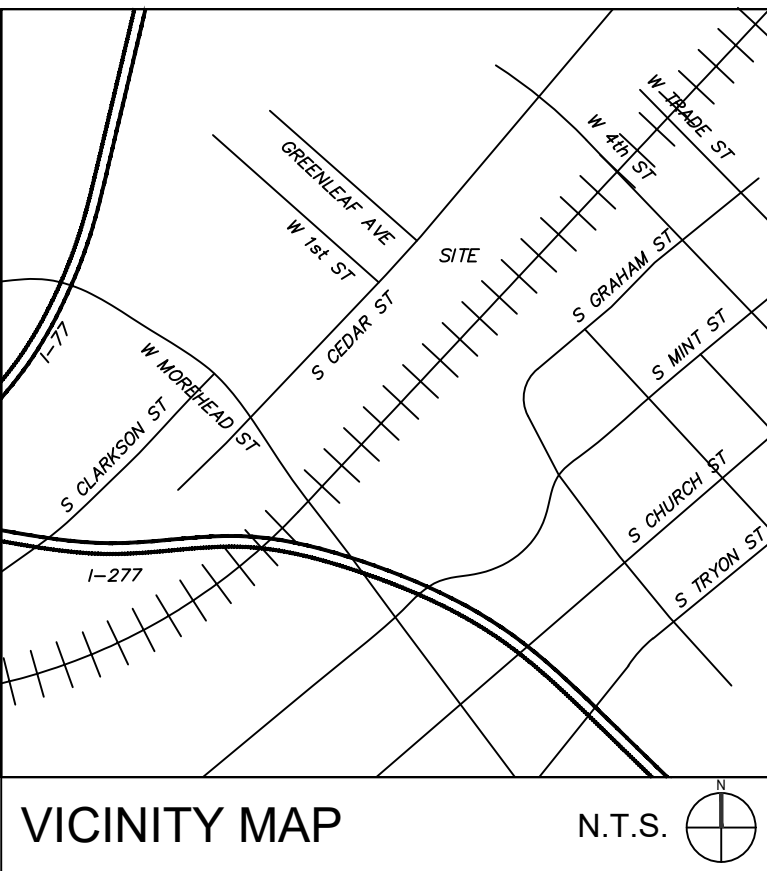 W TRADE ST
W 4th ST
GREENLEAF AVE
W 1st ST
SITE
S GRAHAM ST
S CEDAR ST
S MINT ST
I-77
W MOREHEAD ST
S CLARKSON ST
S CHURCH ST
S TRYON ST
I-277
VICINITY MAP
N.T.S.
N